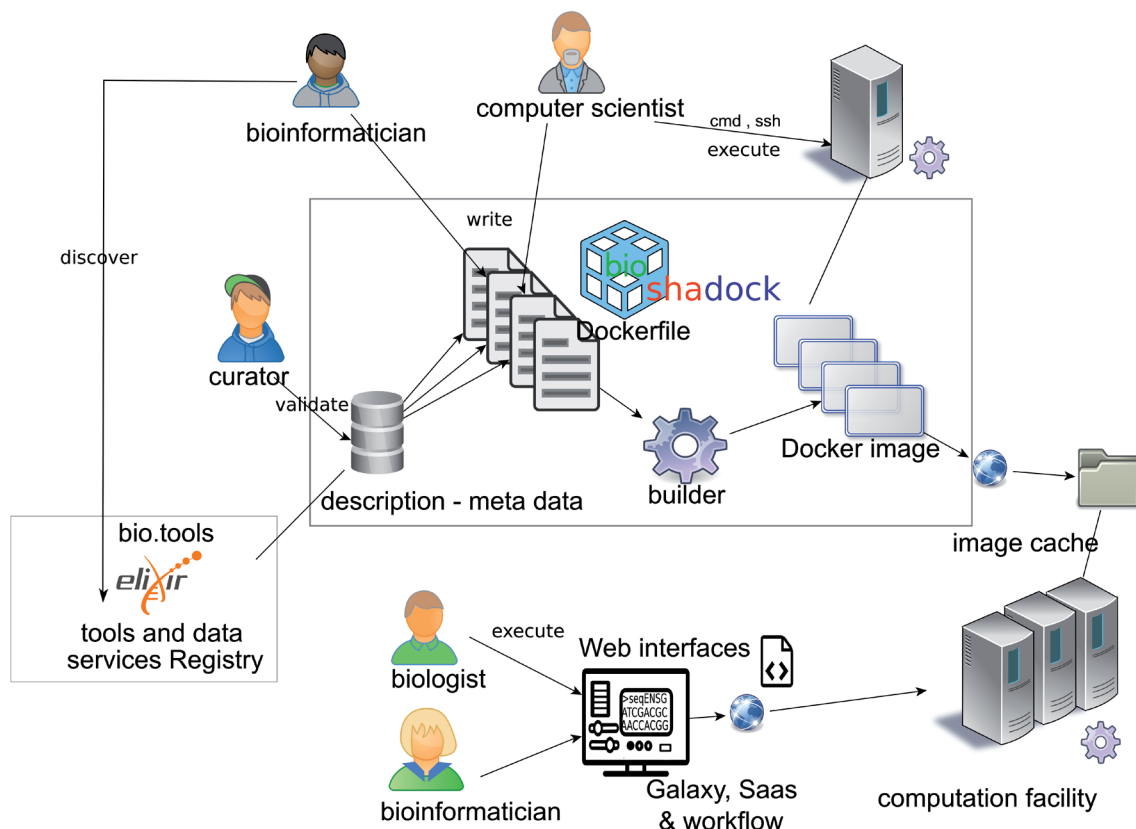 bioinformatician
computer scientist
cmd , ssh
execute
discover
write
bio
shadock
Dockerfile
curator
validate
description - meta data
builder
Docker image
image cache
bio.tools
elixir
tools and data
services Registry
execute
biologist
bioinformatician
Web interfaces
>seqENSG
ATCGACGC
AACCACGG
Galaxy, Saas
& workflow
computation facility